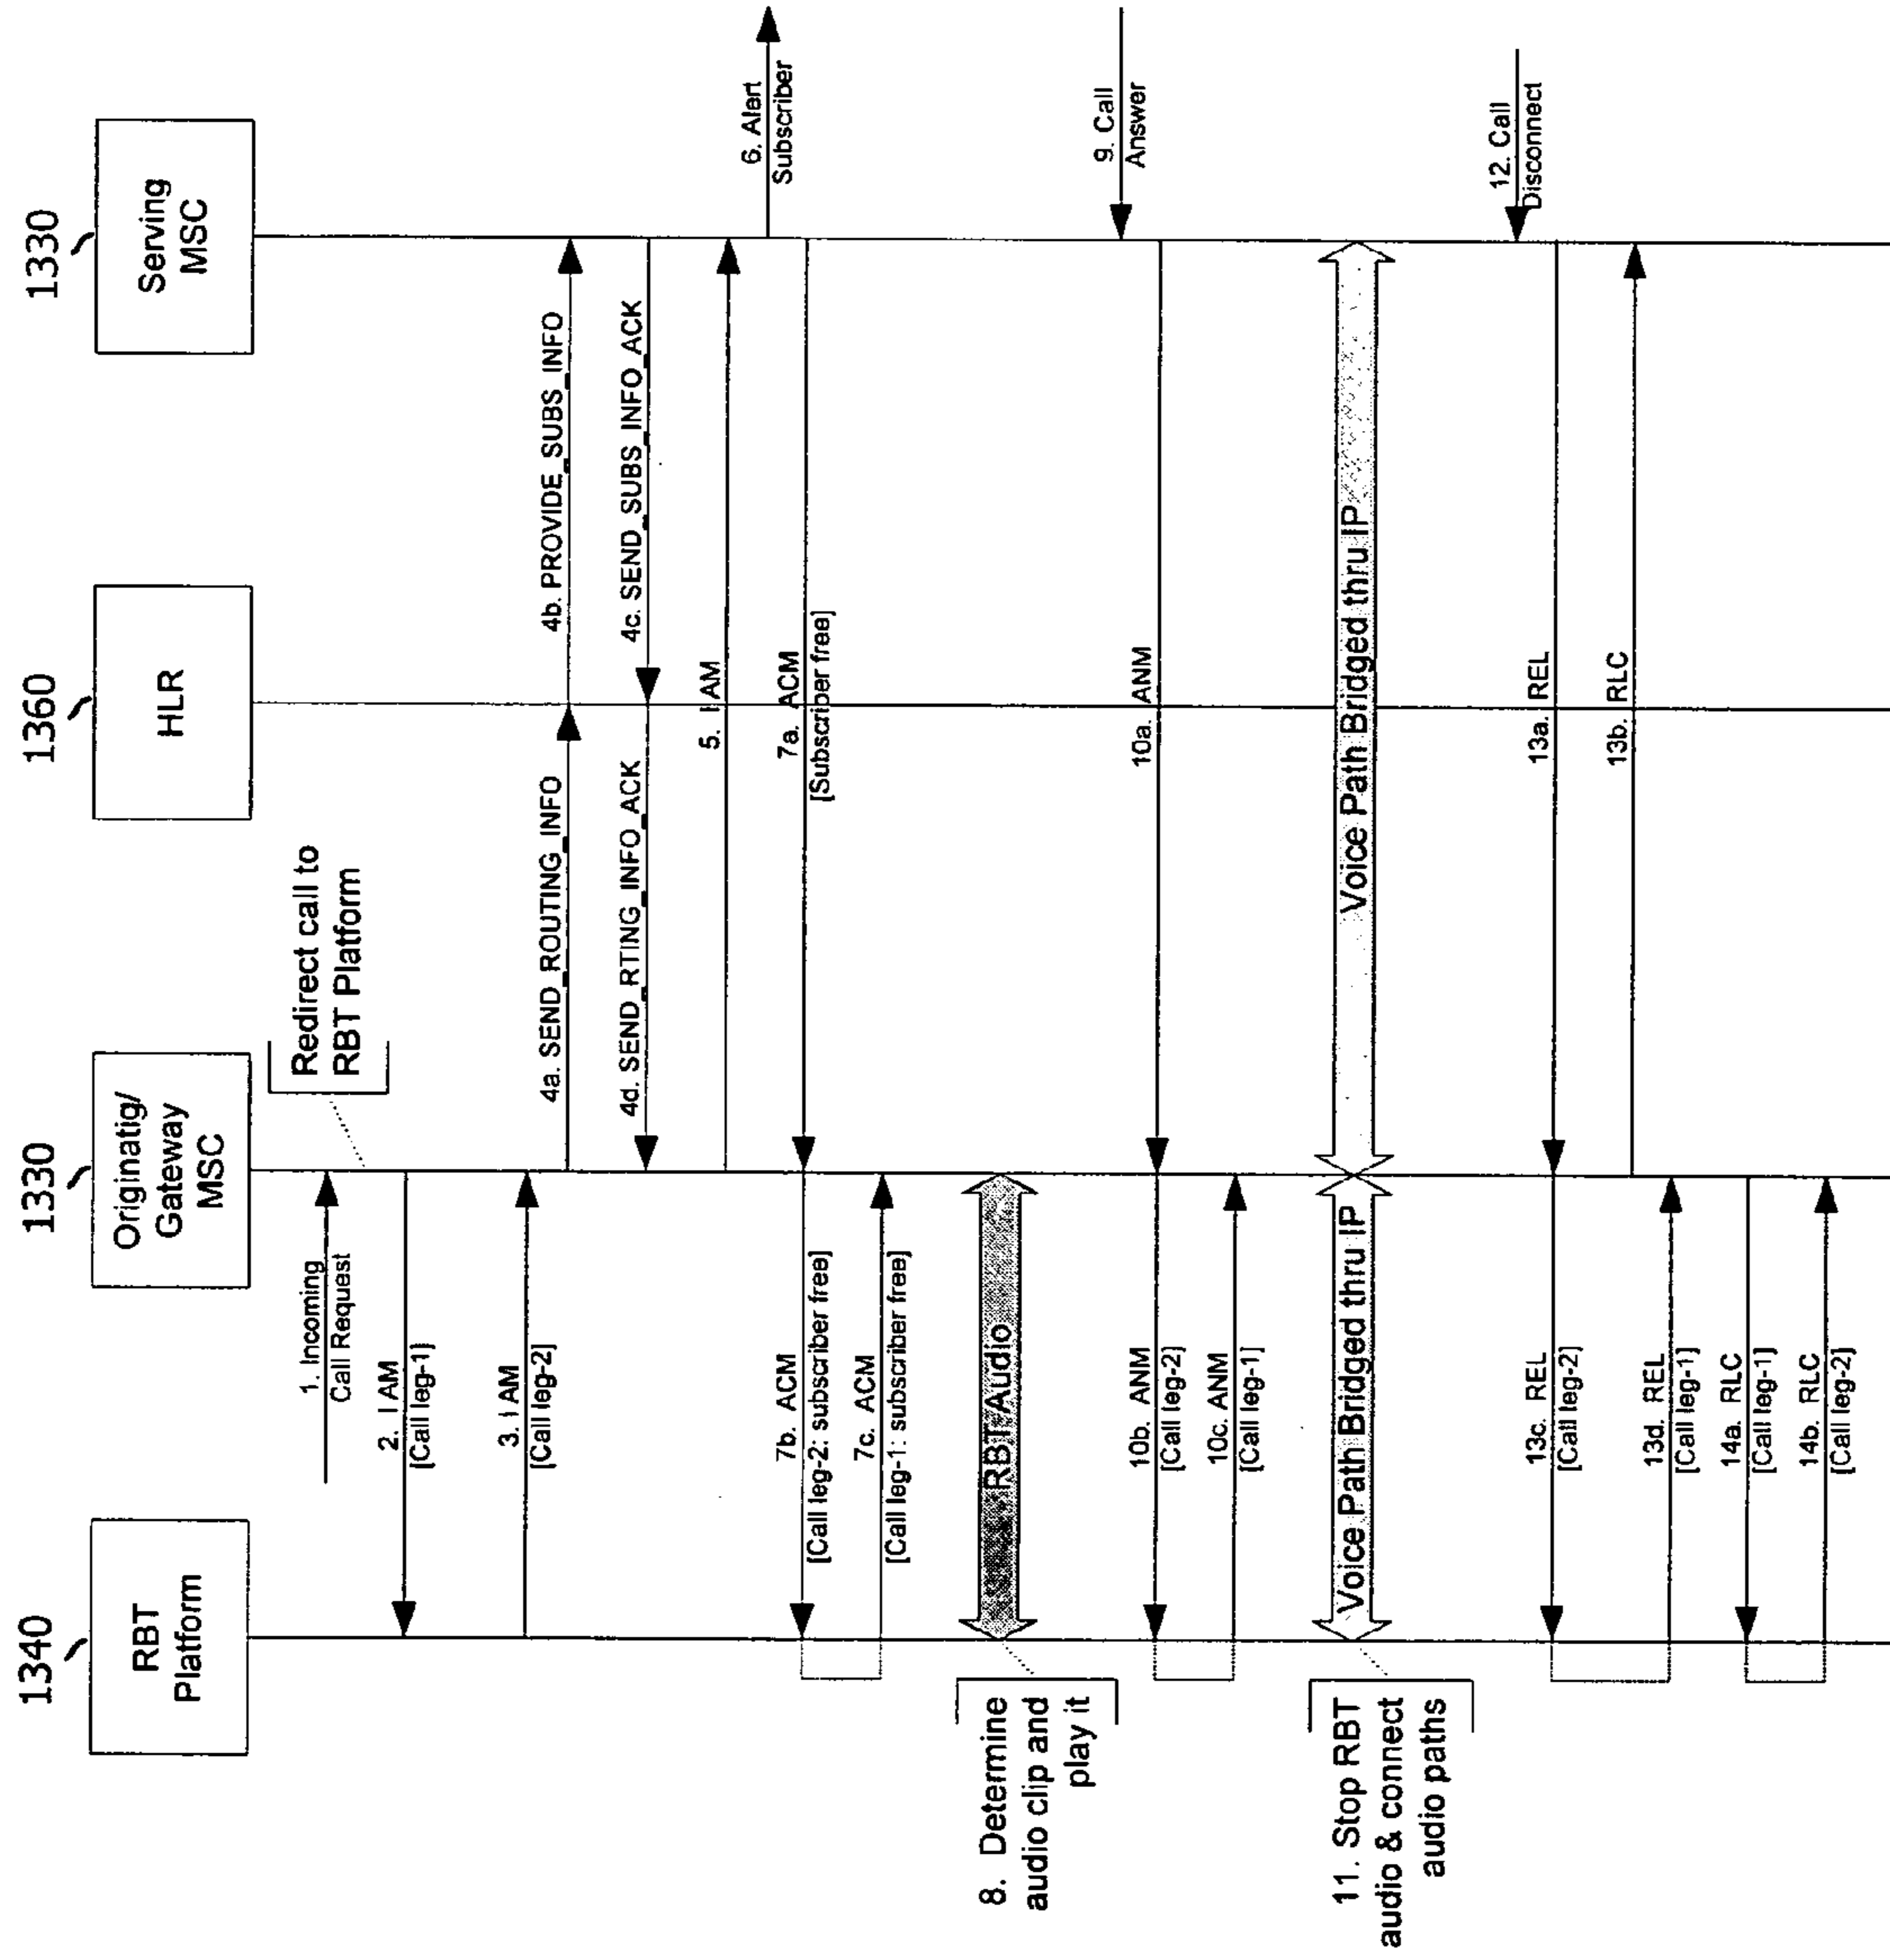 1340
1330
1360
1330
RBT
Platform
Originatig/
Gateway
MSC
HLR
Serving
MSC
1. Incoming
Call Request
Redirect call to
RBT Platform
2. I AM
[Call leg-1]
3. I AM
[Call leg-2]
4a. SEND_ROUTING_INFO
4b. PROVIDE_SUBS_INFO
4d. SEND_RTING_INFO_ACK
4c. SEND_SUBS_INFO_ACK
5. I AM
6. Alert
Subscriber
7a. ACM
[Subscriber free]
7b. ACM
[Call leg-2: subscriber free]
7c. ACM
[Call leg-1: subscriber free]
8. Determine
audio clip and
play it
RBT Audio
9. Call
Answer
10a. ANM
10b. ANM
[Call leg-2]
10c. ANM
[Call leg-1]
11. Stop RBT
audio & connect
audio paths
Voice Path Bridged thru IP
Voice Path Bridged thru IP
12. Call
Disconnect
13a. REL
13c. REL
[Call leg-2]
13b. RLC
13d. REL
[Call leg-1]
14a. RLC
[Call leg-1]
14b. RLC
[Call leg-2]